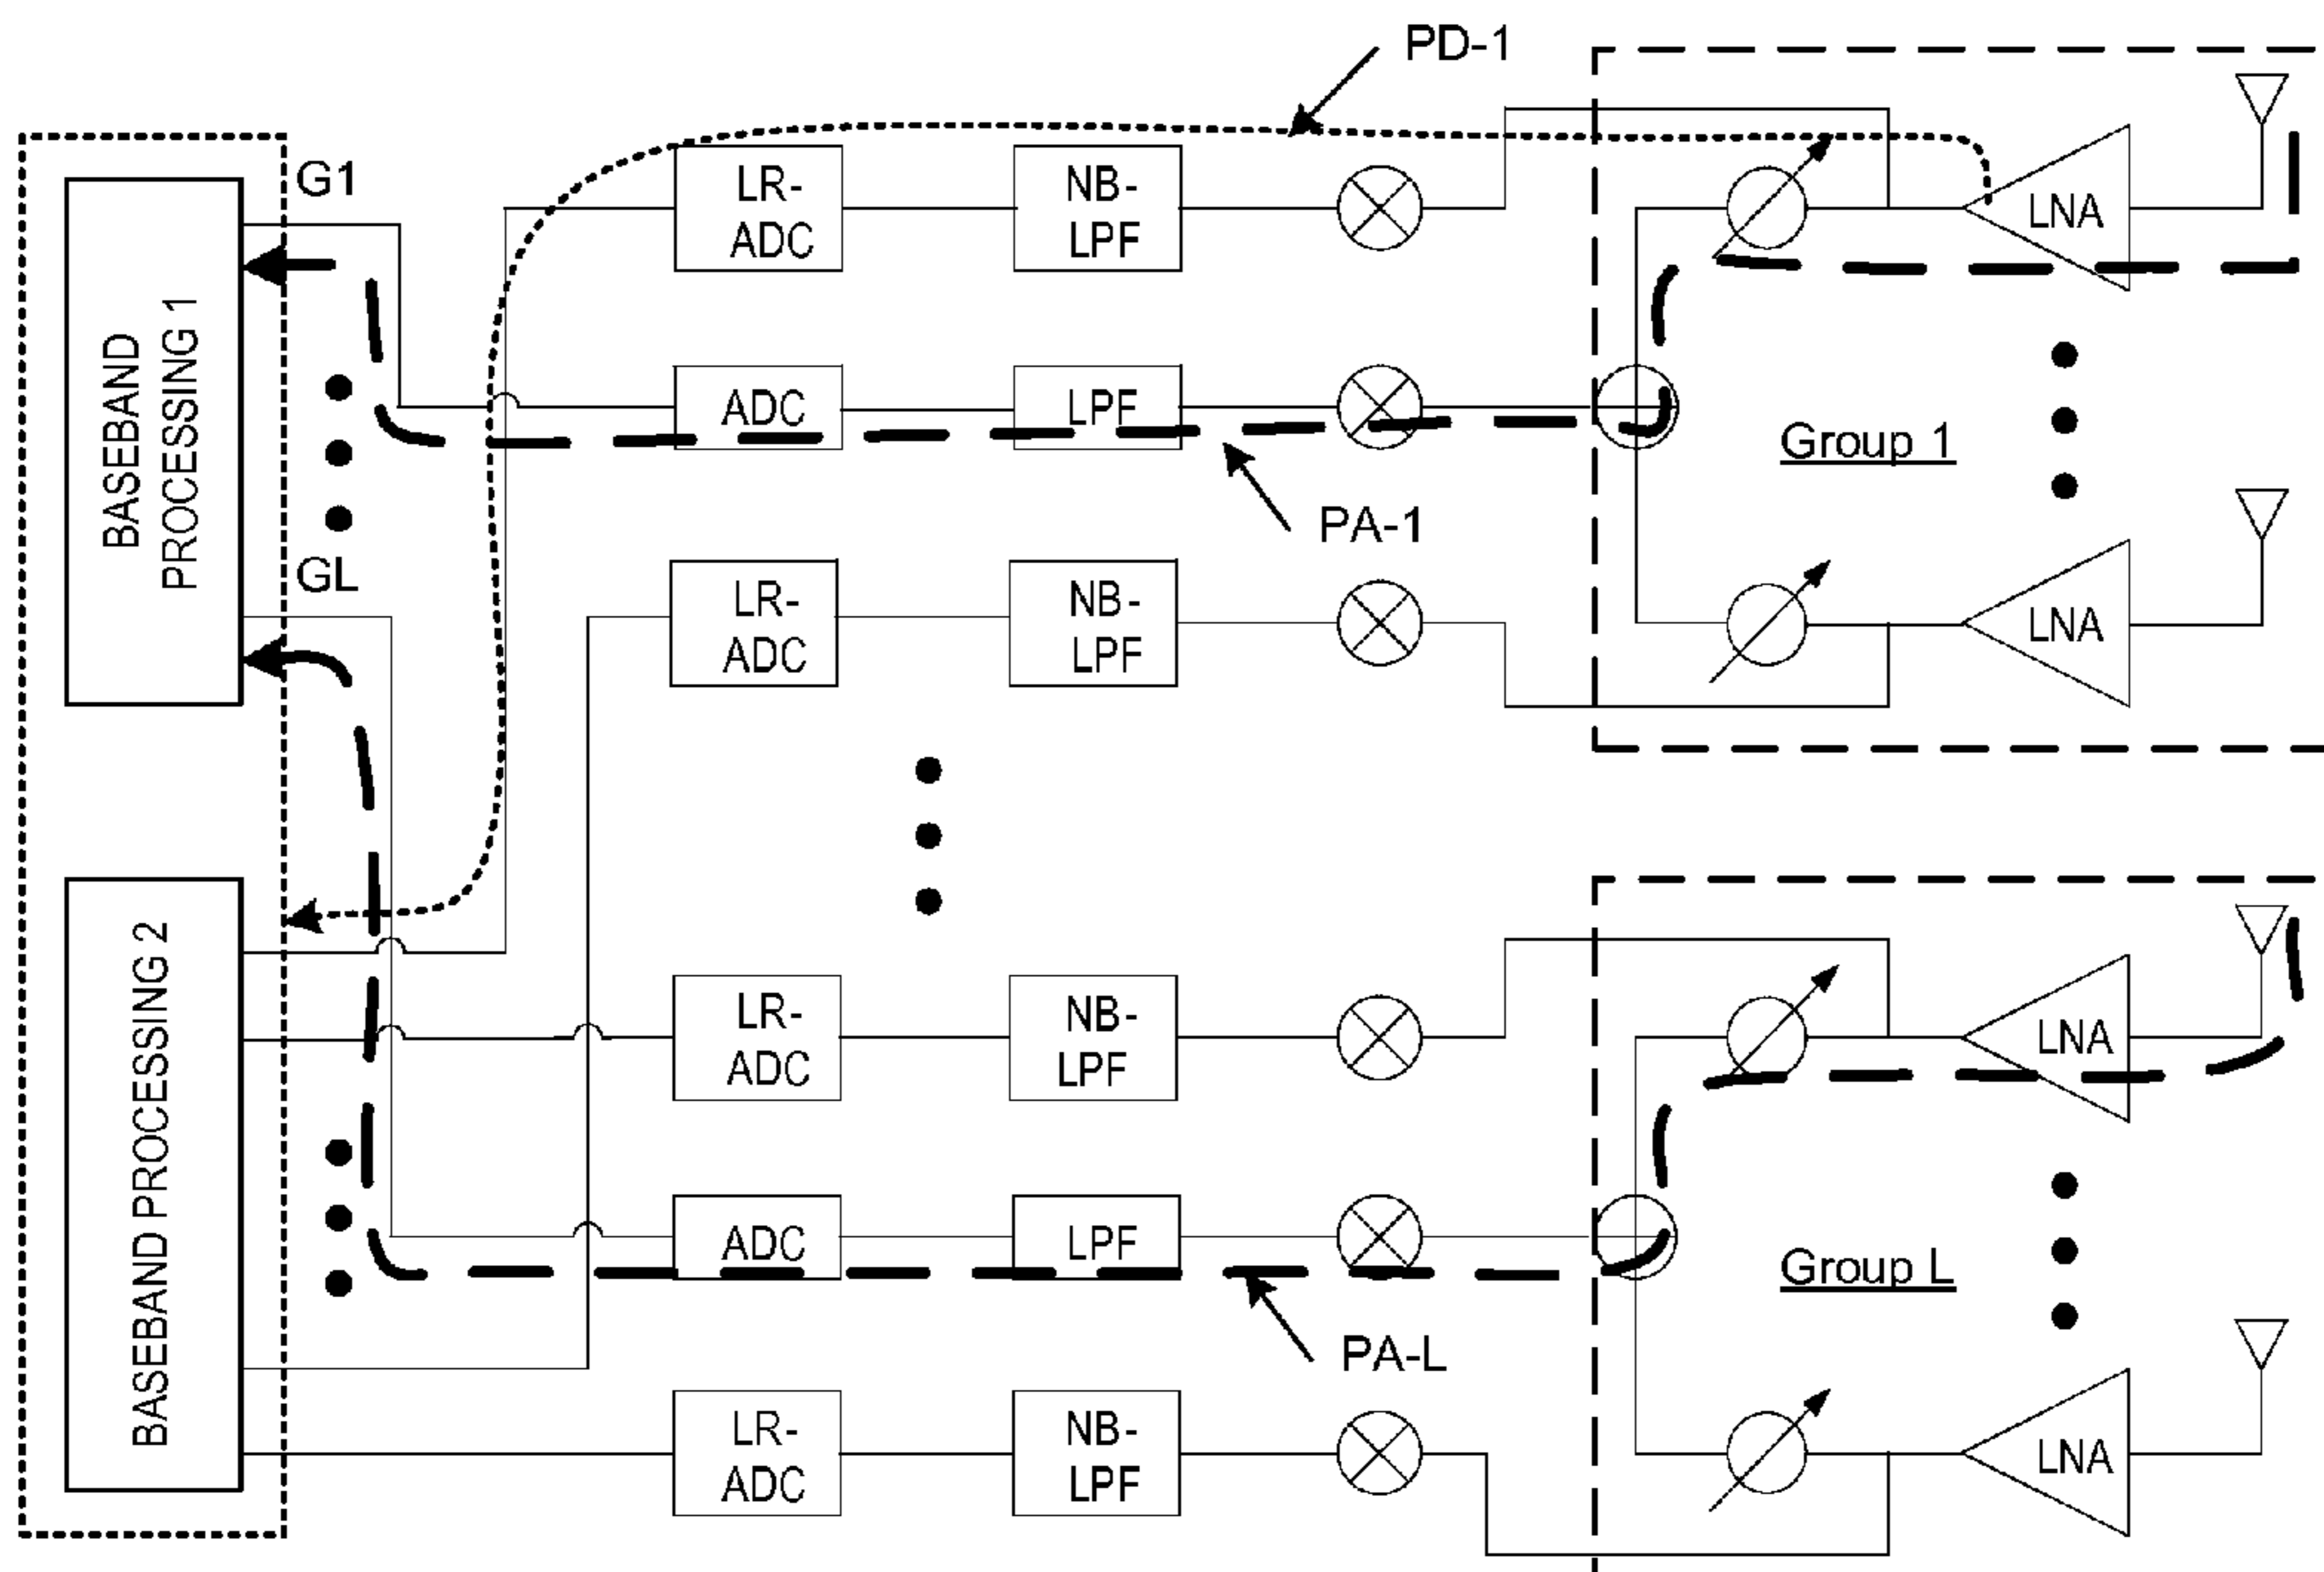 PD-1
G1
LR-
ADC
NB-
LPF
LNA
BASEBAND
PROCESSING 1
ADC
LPF
Group 1
PA-1
GL
LR-
ADC
NB-
LPF
LNA
BASEBAND PROCESSING 2
LR-
ADC
NB-
LPF
LNA
ADC
LPF
Group L
PA-L
LR-
ADC
NB-
LPF
LNA